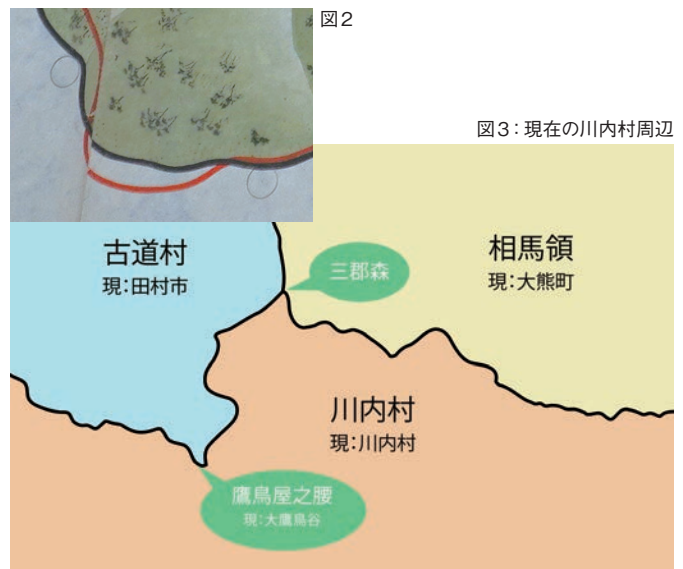 図2
図3：現在の川内村周辺
古道村
現：田村市
三郡森
相馬領
現：大熊町
川内村
現：川内村
鷹鳥屋之腰
現：大鷹鳥谷